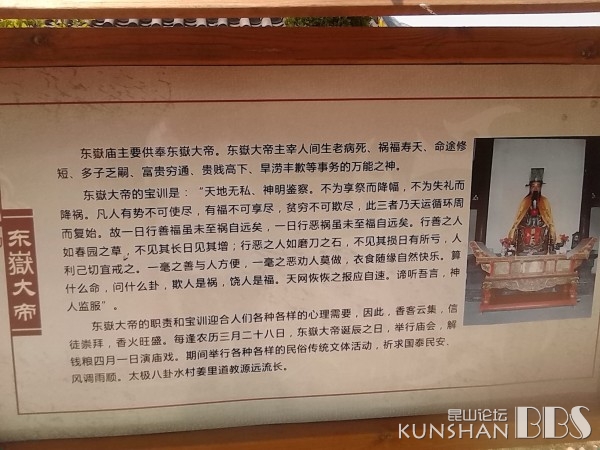 东嶽庙主要供奉东嶽大帝。东嶽大帝主宰人间生老病死、祸福寿夭、命途修
短、多子乏嗣、富贵穷通、贵贱高下、旱涝丰歉等事务的万能之神。
东嶽大帝的宝训是：“天地无私、神明鉴察。不为享祭而降幅，不为失礼而
降祸。凡人有势不可使尽，有福不可享尽，贫穷不可欺尽，此三者乃天运循环周
而复始。故一日行善福虽未至祸自远矣，一日行恶祸虽未至福自远矣。行善之人
如春园之草，不见其长日见其增；行恶之人如磨刀之石，不见其损日有所亏，人
利己切宜戒之。一毫之善与人方便，一毫之恶劝人莫做，衣食随缘自然快乐。算
什么命，问什么卦，欺人是祸，饶人是福。天网恢恢之报应自速。谛听吾言，神
人监服”。
东嶽大帝的职责和宝训迎合人们各种各样的心理需要，因此，香客云集，信
徒崇拜，香火旺盛。每逢农历三月二十八日，东嶽大帝诞辰之日，举行庙会，解
钱粮四月一日演庙戏。期间举行各种各样的民俗传统文体活动，祈求国泰民安、
风调雨顺。太极八卦水村姜里道教源远流长。
东嶽大帝
昆山论坛
KUNSHAN BBS